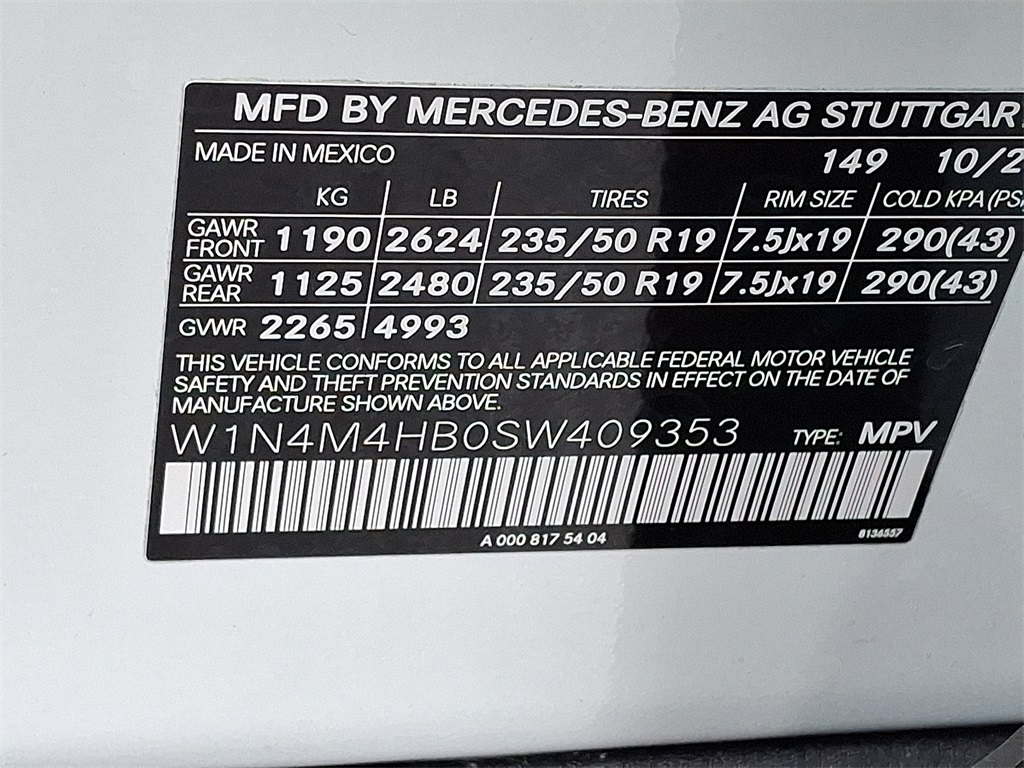 MFD BY MERCEDES-BENZ AG STUTTGAR
MADE IN MEXICO 149 10/2
KG LB TIRES RIM SIZE COLD KPA (PSI
GAWR FRONT 1190 2624 235/50 R19 7.5Jx19 290(43)
GAWR REAR 1125 2480 235/50 R19 7.5Jx19 290(43)
GVWR 2265 4993
THIS VEHICLE CONFORMS TO ALL APPLICABLE FEDERAL MOTOR VEHICLE
SAFETY AND THEFT PREVENTION STANDARDS IN EFFECT ON THE DATE OF
MANUFACTURE SHOWN ABOVE.
W1N4M4HB0SW409353 TYPE: MPV
A 000 817 54 04 8136557